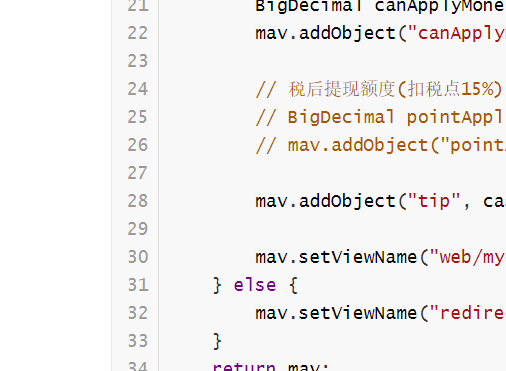 21 BigDecimal canApplyMone
22 mav.addObject("canApply
23
24 // 税后提现额度(扣税点15%)
25 // BigDecimal pointAppl
26 // mav.addObject("point
27
28 mav.addObject("tip", ca
29
30 mav.setViewName("web/my
31 } else {
32 mav.setViewName("redire
33 }
34 return mav;